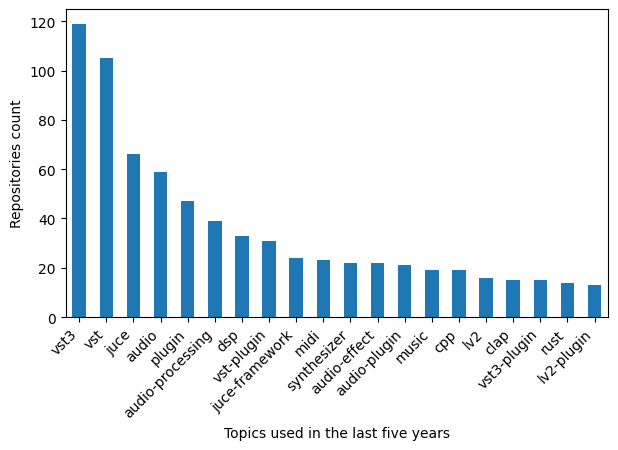 120
100
80
60
40
20
0
Repositories count
vst3
vst
juce
audio
plugin
audio-processing
dsp
vst-plugin
juce-framework
midi
synthesizer
audio-effect
audio-plugin
music
cpp
lv2
clap
vst3-plugin
rust
lv2-plugin
Topics used in the last five years